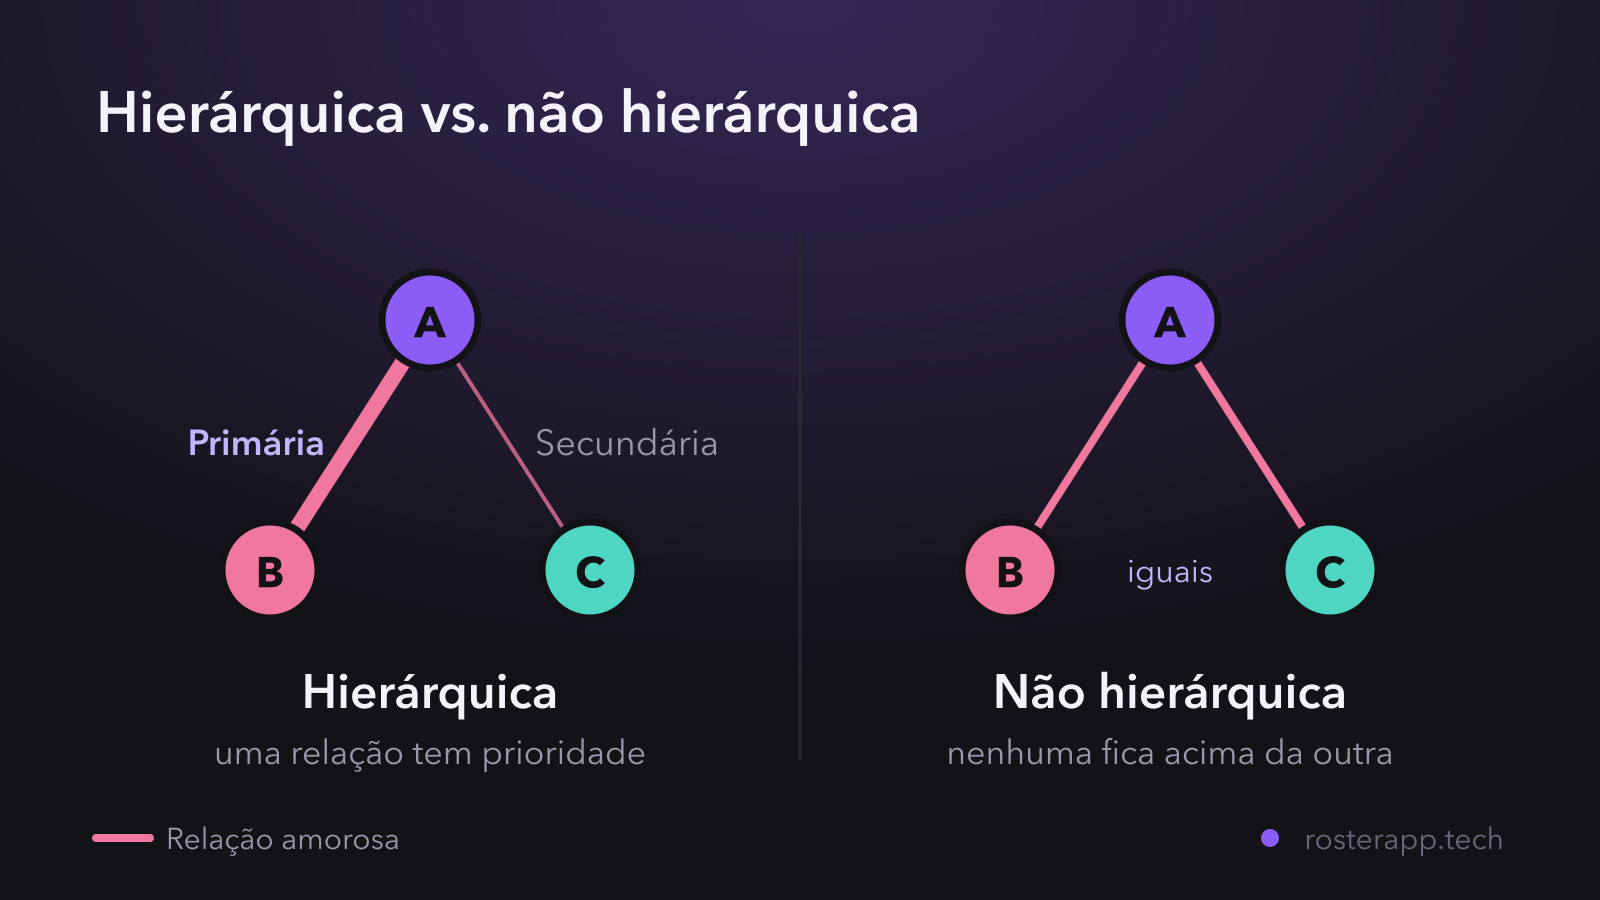 Hierárquica vs. não hierárquica
A
Primária
Secundária
B
C
Hierárquica
uma relação tem prioridade
A
B
iguais
C
Não hierárquica
nenhuma fica acima da outra
Relação amorosa
rosterapp.tech